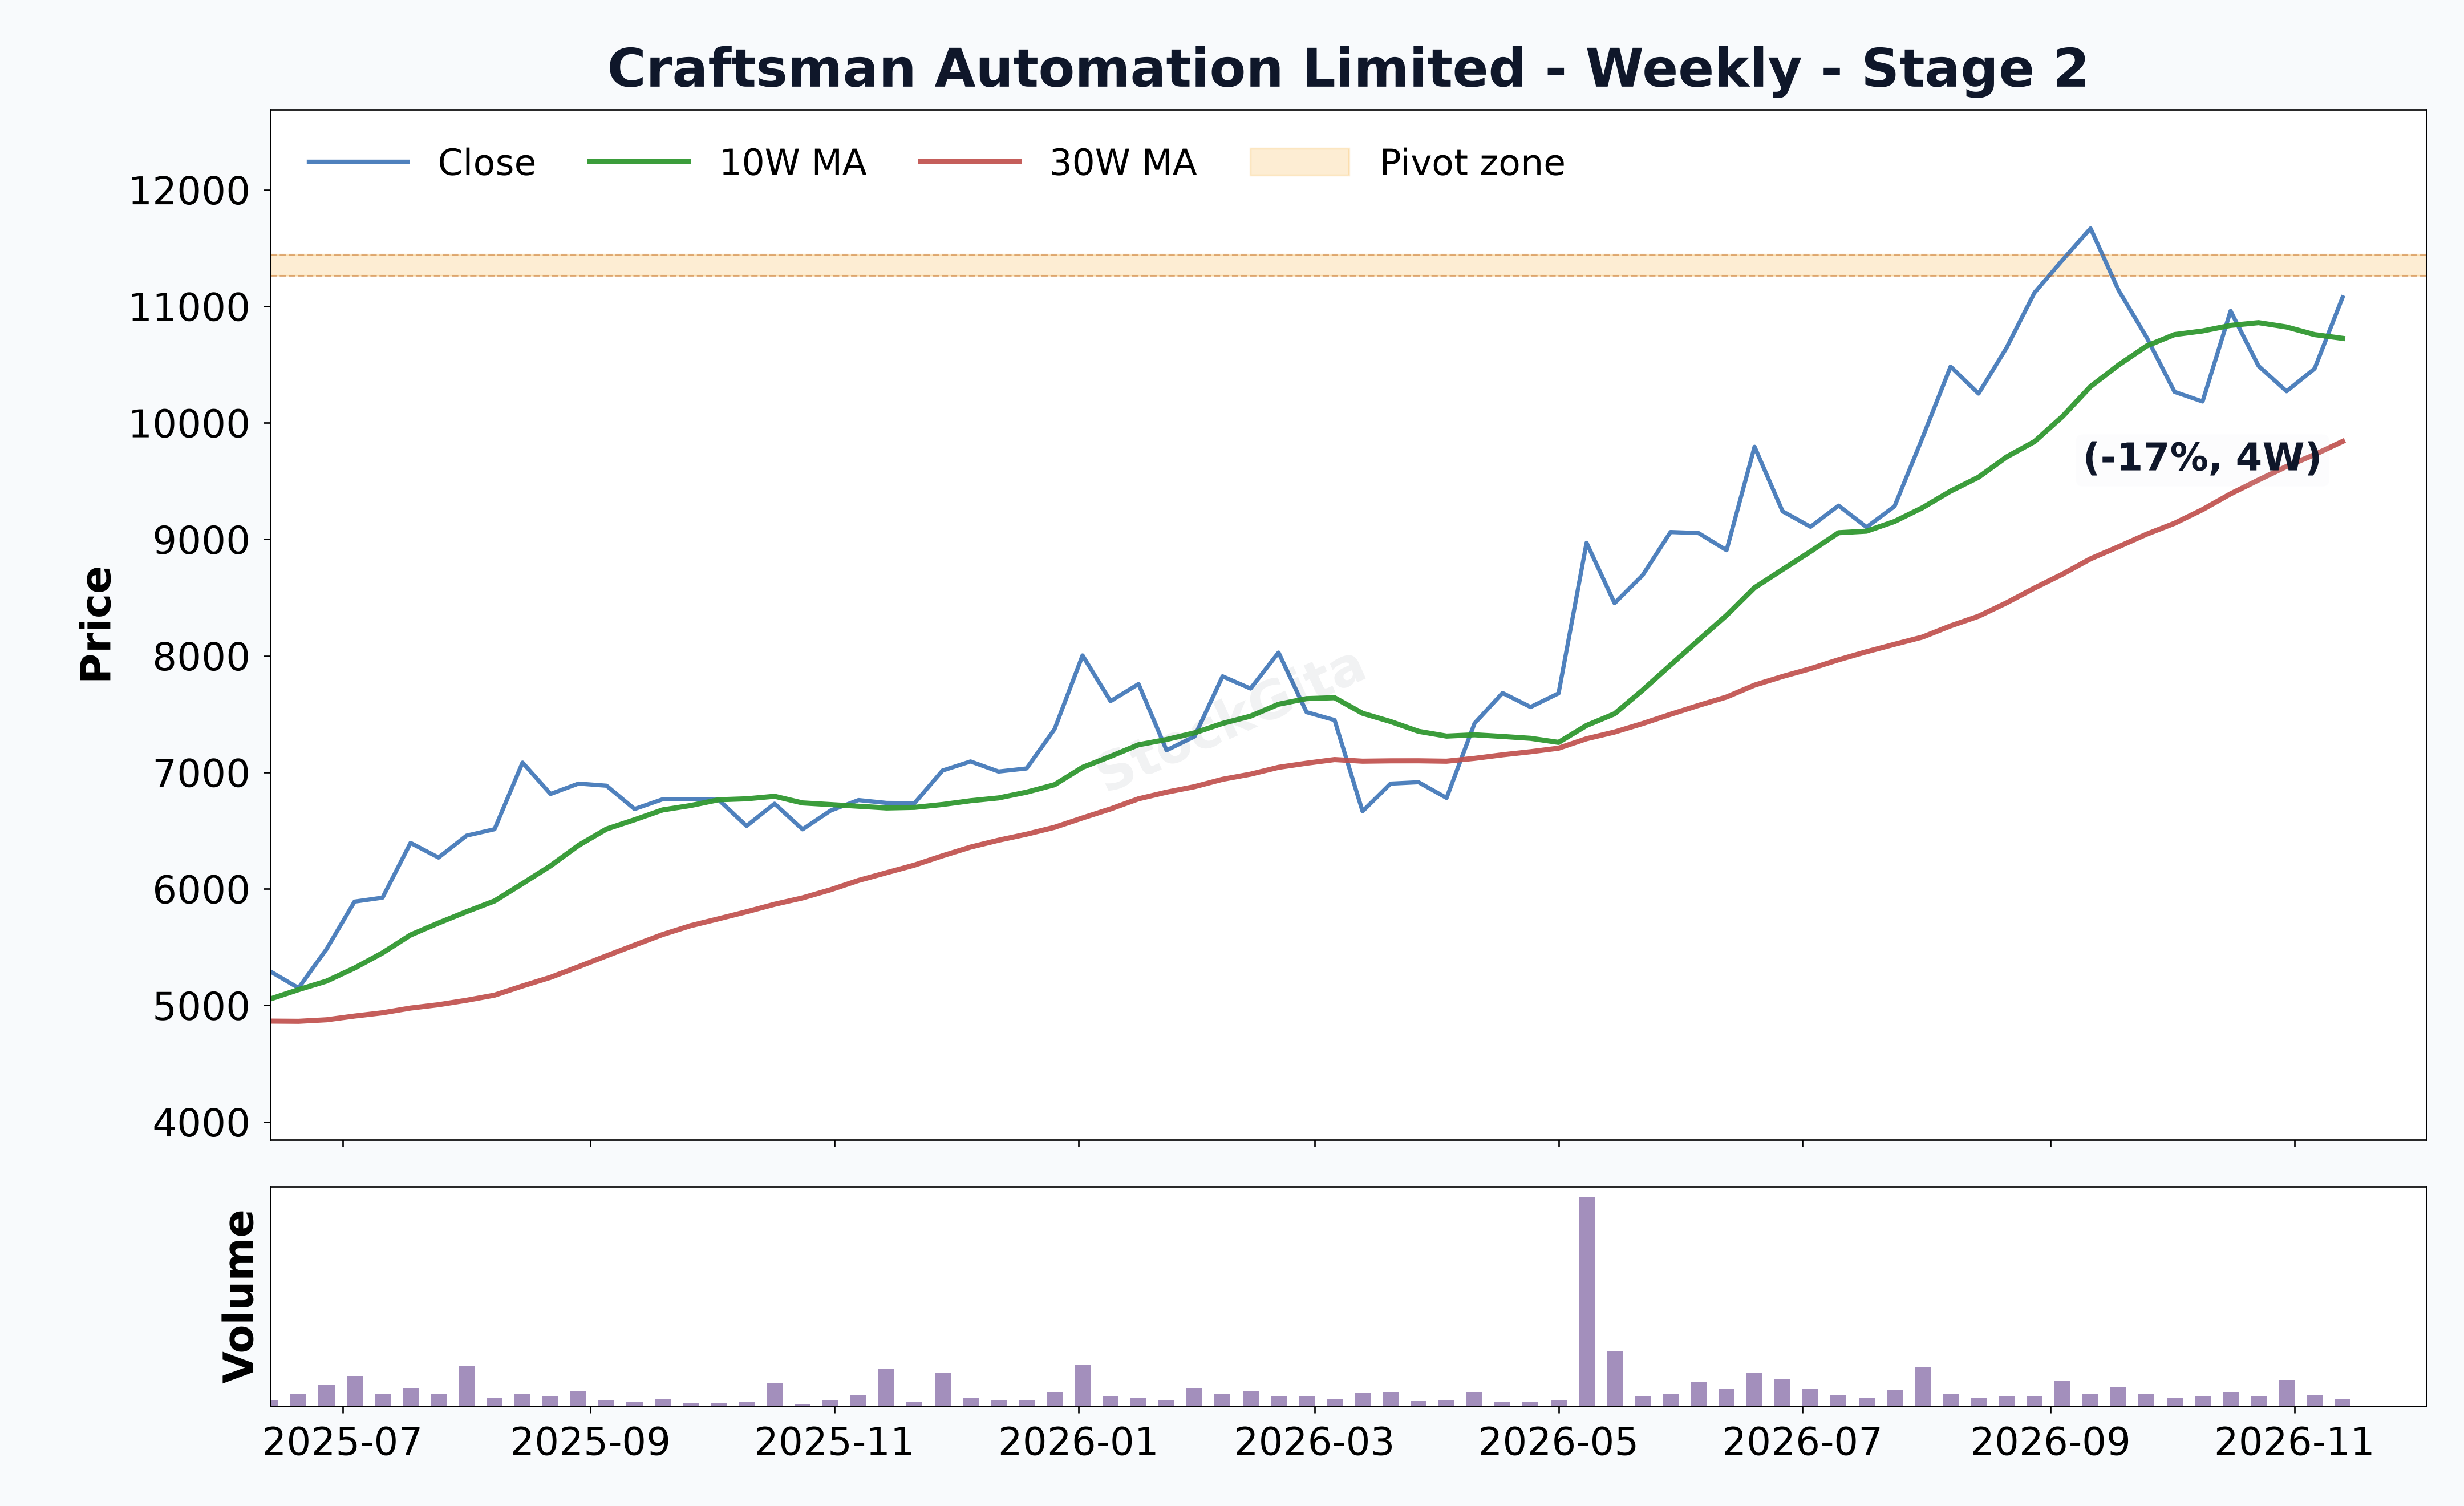 Craftsman Automation Limited - Weekly - Stage 2
Close 10W MA 30W MA Pivot zone
12000
11000
10000
9000
8000
7000
6000
5000
4000
Price
(-17%, 4W)
StockGita
Volume
2025-07 2025-09 2025-11 2026-01 2026-03 2026-05 2026-07 2026-09 2026-11